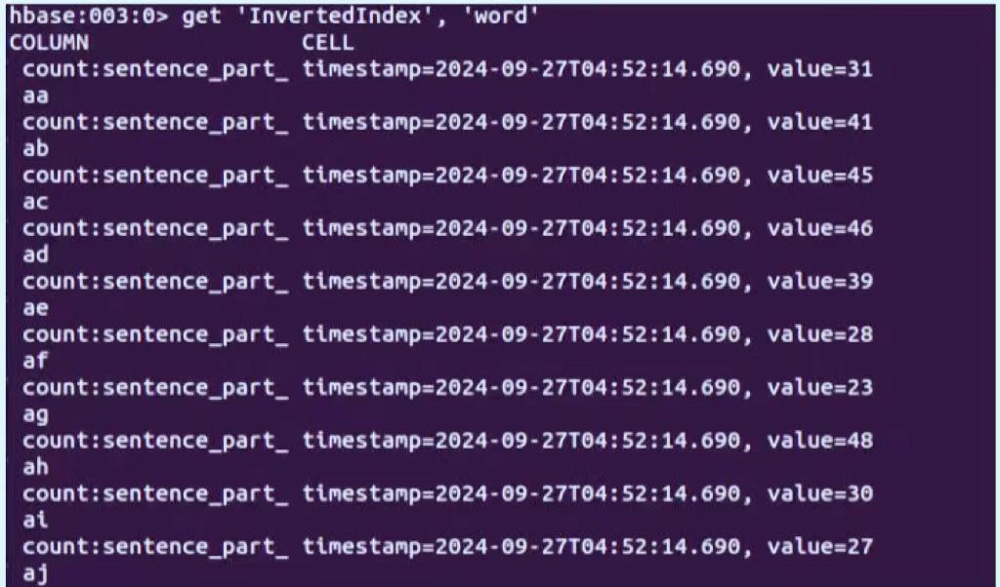 hbase:003:0> get 'InvertedIndex', 'word'
COLUMN CELL
count:sentence_part_ timestamp=2024-09-27T04:52:14.690, value=31
aa
count:sentence_part_ timestamp=2024-09-27T04:52:14.690, value=41
ab
count:sentence_part_ timestamp=2024-09-27T04:52:14.690, value=45
ac
count:sentence_part_ timestamp=2024-09-27T04:52:14.690, value=46
ad
count:sentence_part_ timestamp=2024-09-27T04:52:14.690, value=39
ae
count:sentence_part_ timestamp=2024-09-27T04:52:14.690, value=28
af
count:sentence_part_ timestamp=2024-09-27T04:52:14.690, value=23
ag
count:sentence_part_ timestamp=2024-09-27T04:52:14.690, value=48
ah
count:sentence_part_ timestamp=2024-09-27T04:52:14.690, value=30
ai
count:sentence_part_ timestamp=2024-09-27T04:52:14.690, value=27
aj